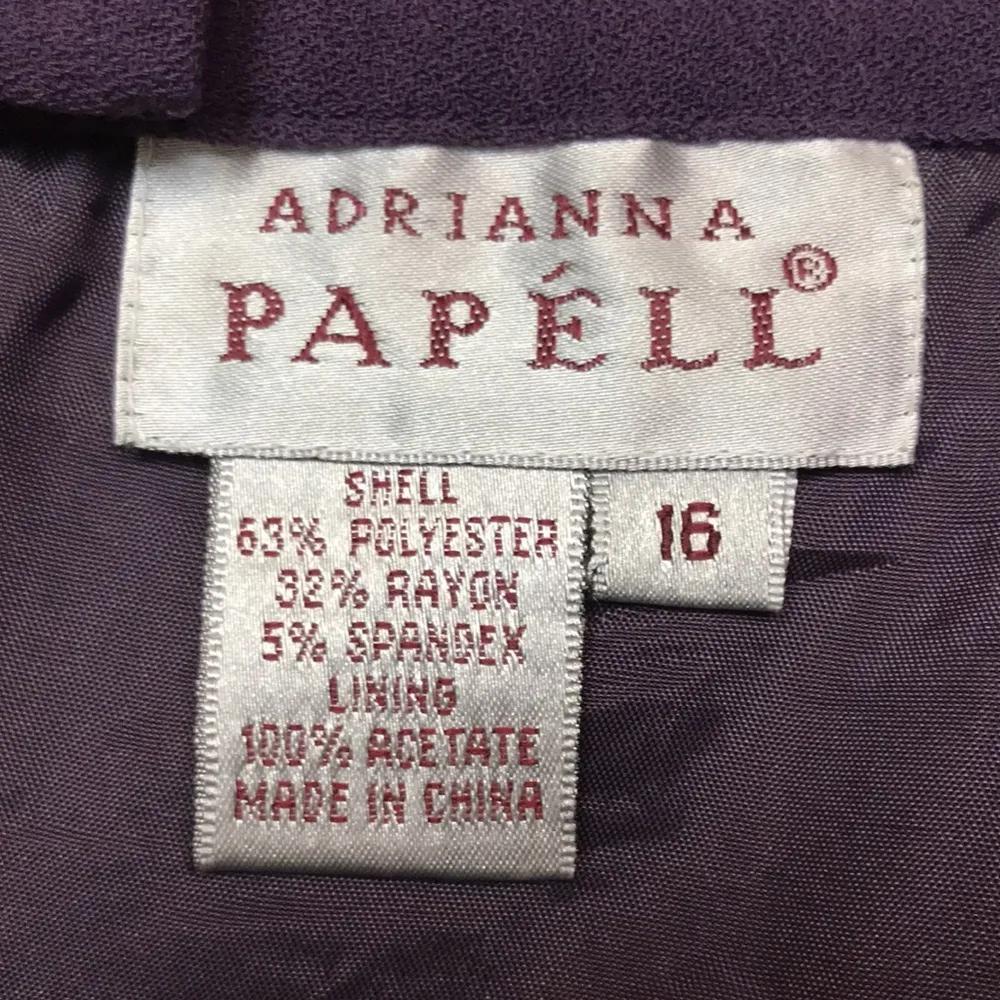 ADRIANNA
PAPÉLL®
SHELL
63% POLYESTER
32% RAYON
5% SPANDEX
LINING
100% ACETATE
MADE IN CHINA
16